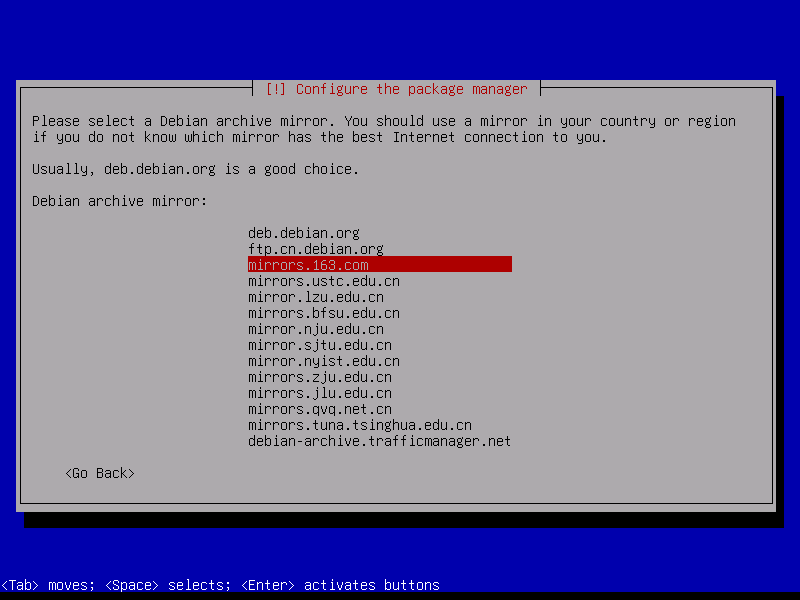 [!] Configure the package manager
Please select a Debian archive mirror. You should use a mirror in your country or region
if you do not know which mirror has the best Internet connection to you.
Usually, deb.debian.org is a good choice.
Debian archive mirror:
deb.debian.org
ftp.cn.debian.org
mirrors.163.com
mirrors.ustc.edu.cn
mirror.lzu.edu.cn
mirrors.bfsu.edu.cn
mirror.nju.edu.cn
mirror.sjtu.edu.cn
mirror.nyist.edu.cn
mirrors.zju.edu.cn
mirrors.jlu.edu.cn
mirrors.qvq.net.cn
mirrors.tuna.tsinghua.edu.cn
debian-archive.trafficmanager.net
<Go Back>
<Tab> moves; <Space> selects; <Enter> activates buttons